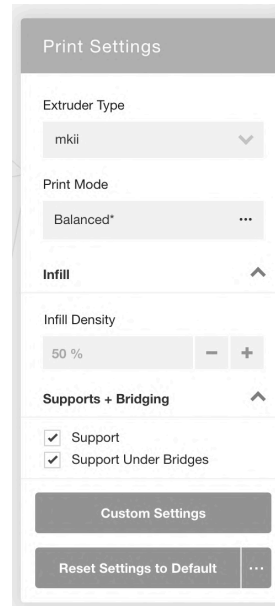 Print Settings
Extruder Type
mkii
Print Mode
Balanced* ...
Infill
Infill Density
50 % − +
Supports + Bridging
Support
Support Under Bridges
Custom Settings
Reset Settings to Default ...